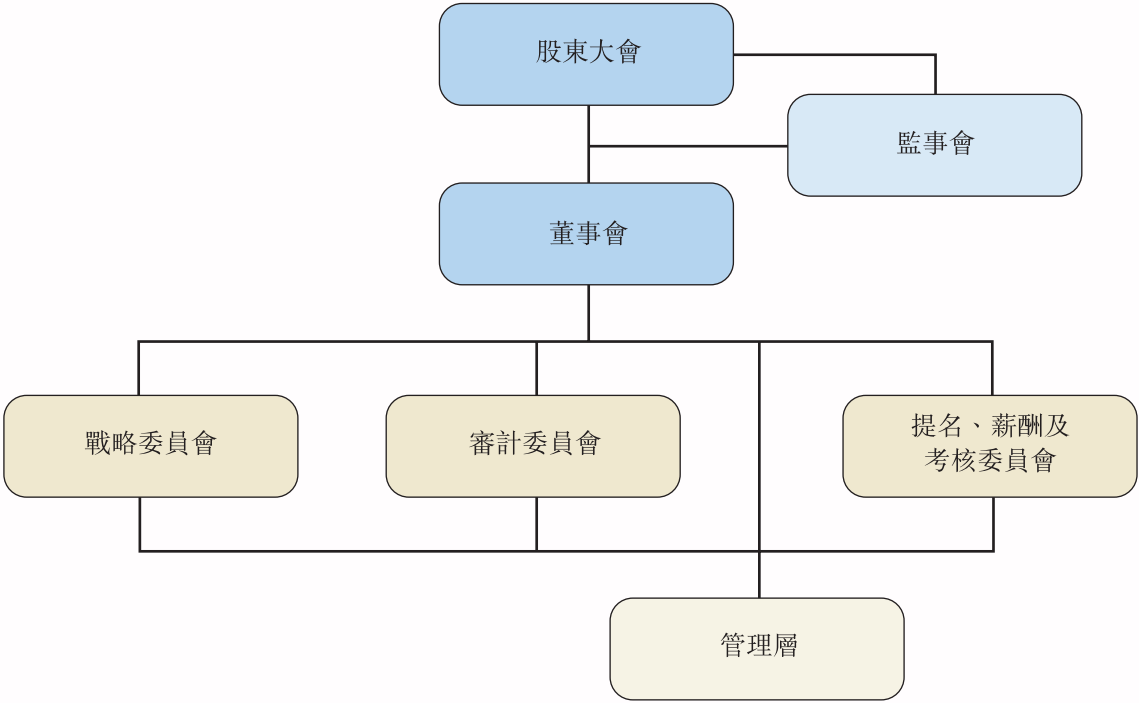 股東大會
監事會
董事會
戰略委員會
審計委員會
提名、薪酬及
考核委員會
管理層